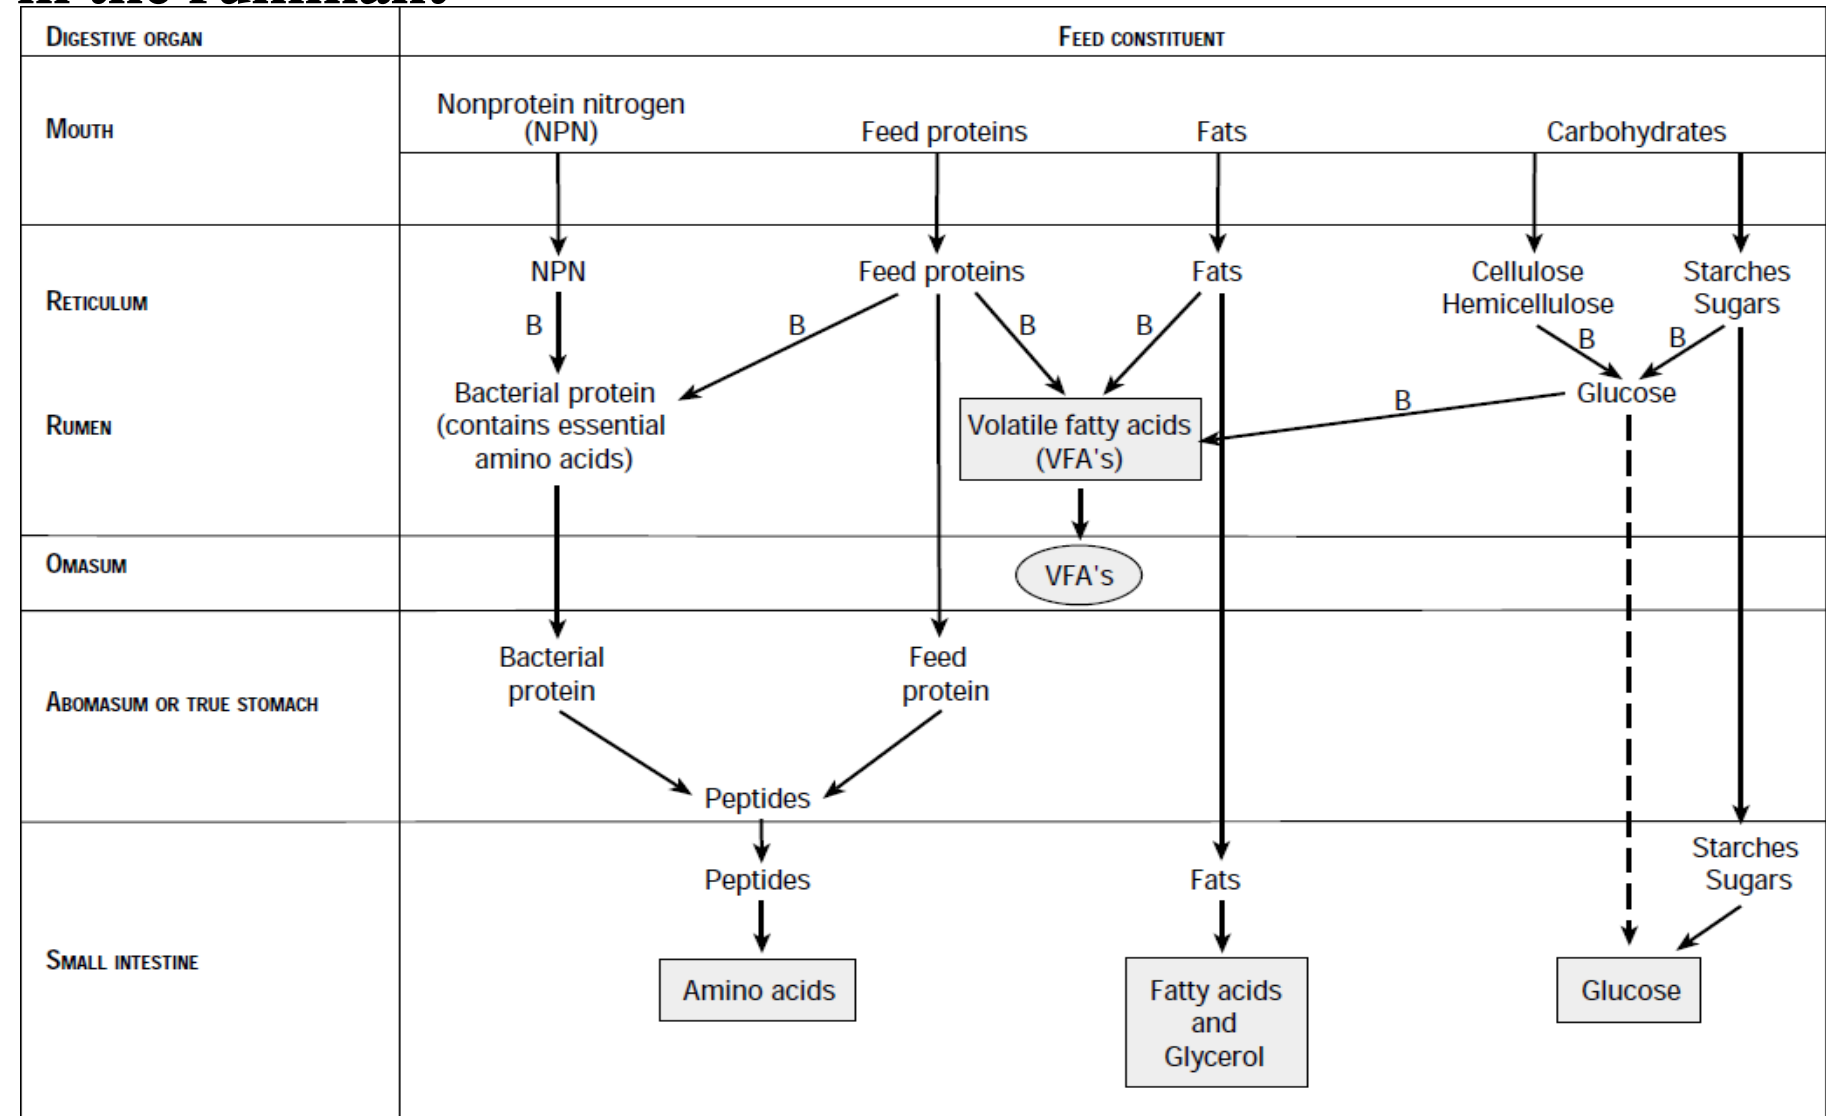 in the ruminant
DIGESTIVE ORGAN
FEED CONSTITUENT
MOUTH
Nonprotein nitrogen
(NPN)
Feed proteins
Fats
Carbohydrates
RETICULUM
NPN
Feed proteins
Fats
Cellulose
Hemicellulose
Starches
Sugars
B
B
B
B
B
B
RUMEN
Bacterial protein
(contains essential
amino acids)
Volatile fatty acids
(VFA's)
B
Glucose
OMASUM
VFA's
ABOMASUM OR TRUE STOMACH
Bacterial
protein
Feed
protein
Peptides
SMALL INTESTINE
Peptides
Fats
Starches
Sugars
Amino acids
Fatty acids
and
Glycerol
Glucose